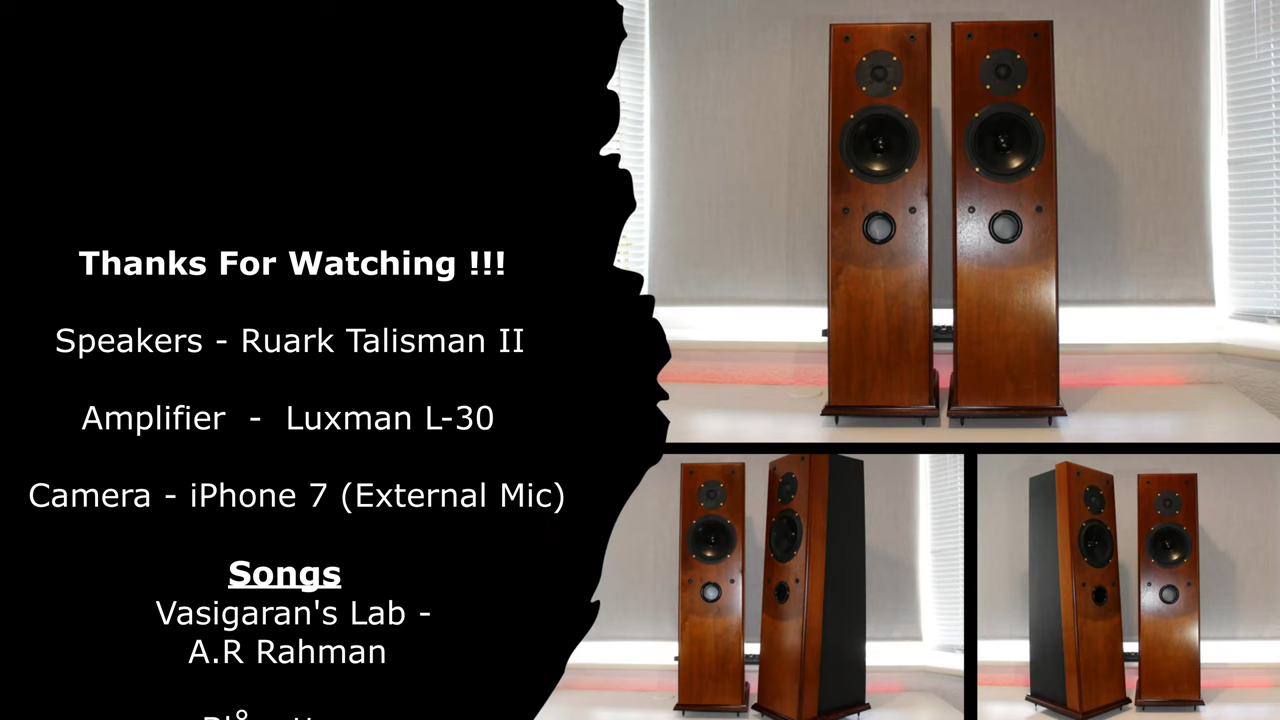 Thanks For Watching !!!
Speakers - Ruark Talisman II
Amplifier - Luxman L-30
Camera - iPhone 7 (External Mic)
Songs
Vasigaran's Lab -
A.R Rahman